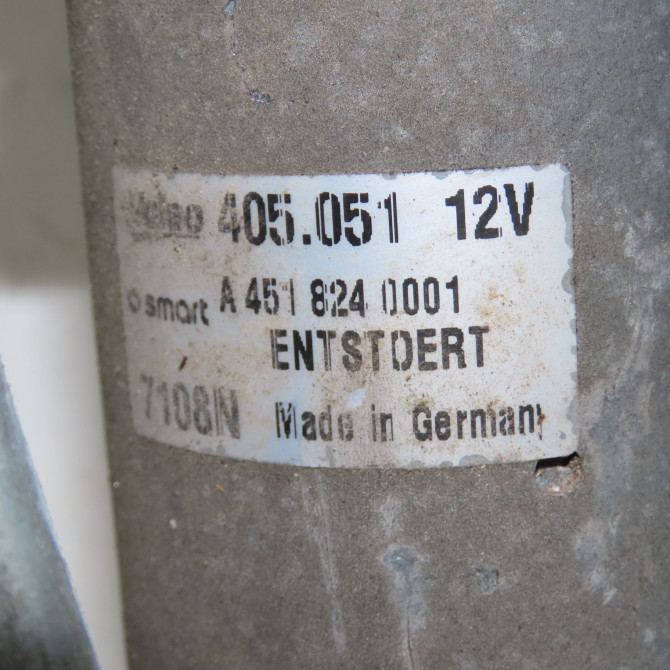 Valeo 405.051 12V
smart A 451 824 0001
ENTSTOERT
7108N Made in Germany